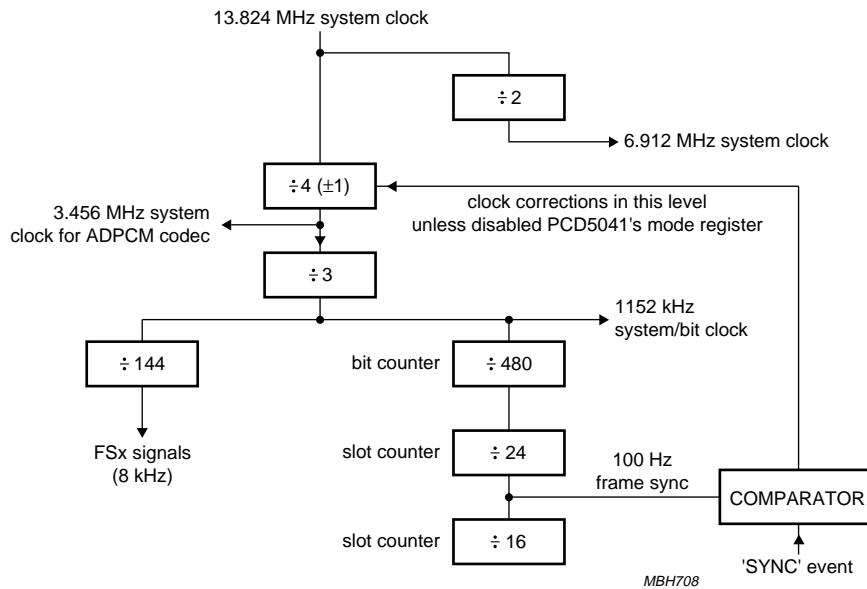 13.824 MHz system clock
÷ 2
6.912 MHz system clock
÷4 (±1)
clock corrections in this level
unless disabled PCD5041's mode register
3.456 MHz system
clock for ADPCM codec
÷ 3
1152 kHz
system/bit clock
÷ 144
bit counter
÷ 480
FSx signals
(8 kHz)
slot counter
÷ 24
100 Hz
frame sync
COMPARATOR
slot counter
÷ 16
'SYNC' event
MBH708